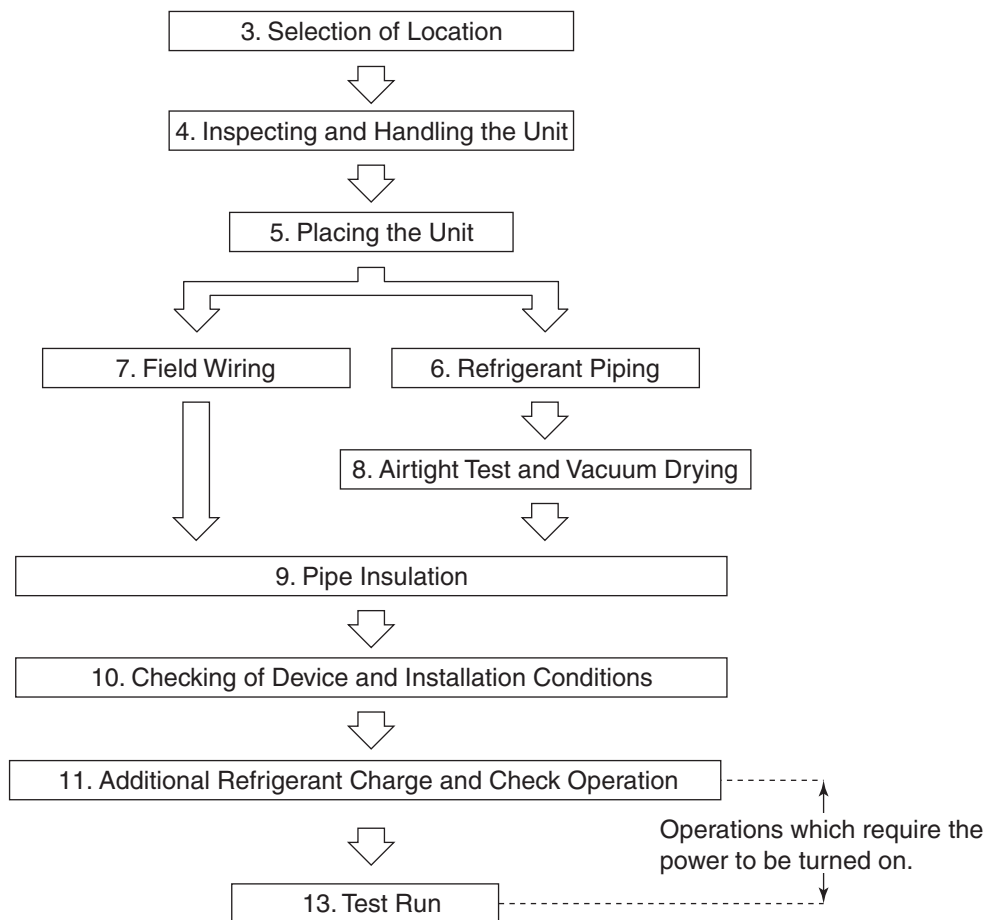 3. Selection of Location
4. Inspecting and Handling the Unit
5. Placing the Unit
7. Field Wiring
6. Refrigerant Piping
8. Airtight Test and Vacuum Drying
9. Pipe Insulation
10. Checking of Device and Installation Conditions
11. Additional Refrigerant Charge and Check Operation
Operations which require the
power to be turned on.
13. Test Run